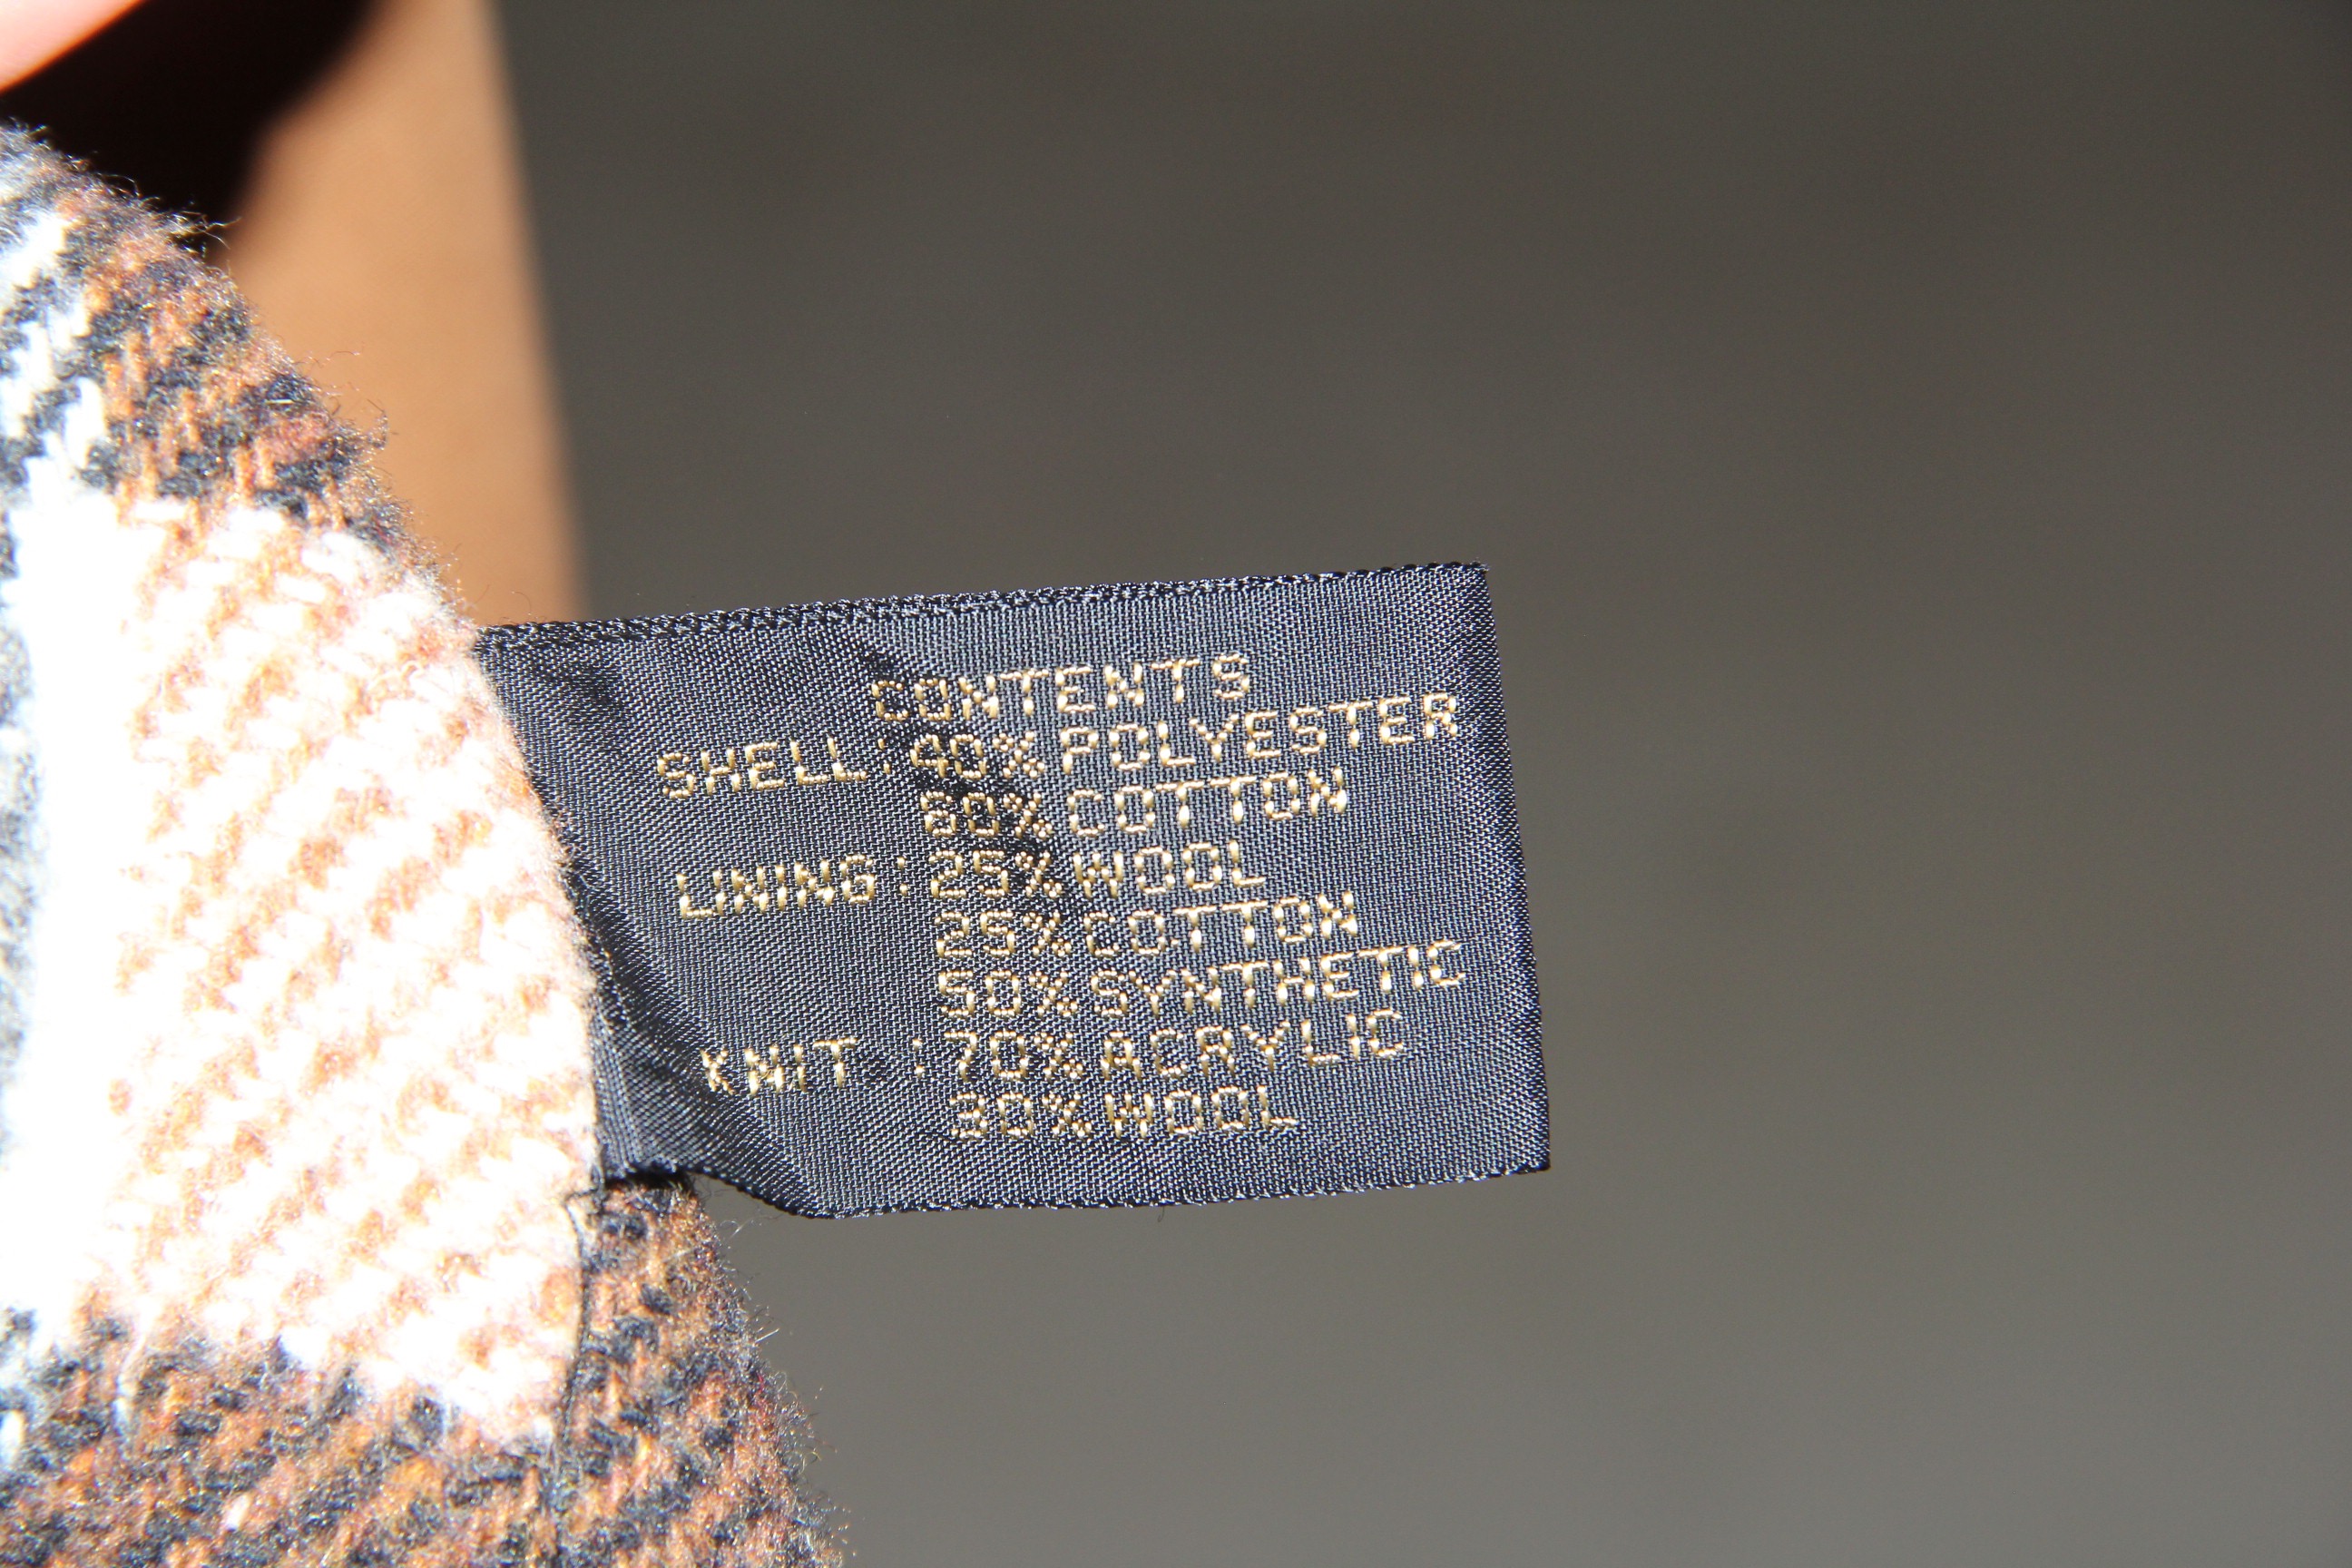 CONTENTS
SHELL : 40% POLYESTER
60% COTTON
LINING : 25% WOOL
25% COTTON
50% SYNTHETIC
KNIT : 70% ACRYLIC
30% WOOL